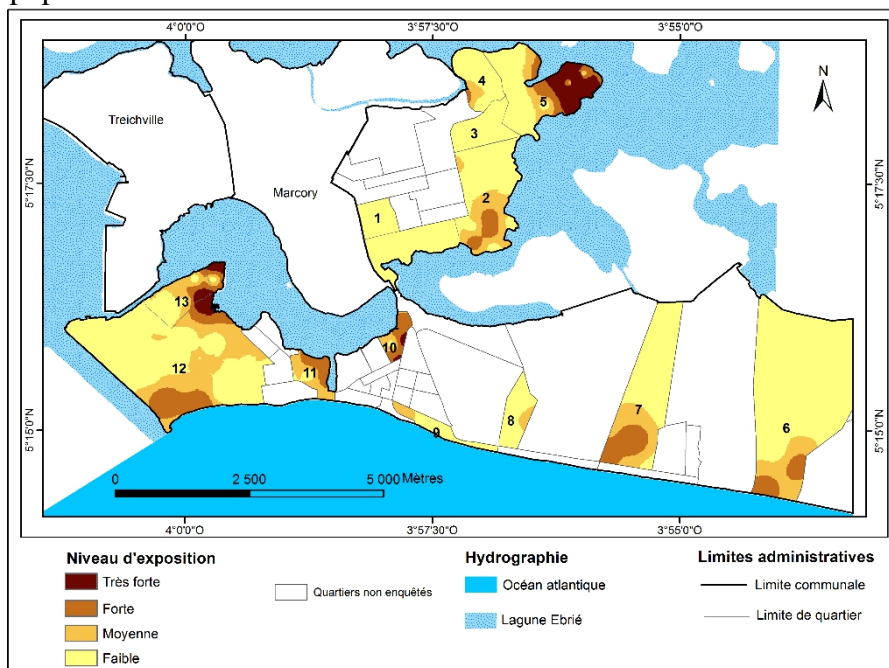 4°0'0"O 3°57'30"O 3°55'0"O
N
Treichville
Marcory
5°17'30"N 5°17'30"N
5°15'0"N 5°15'0"N
4
5
3
2
1
13
12
11
10
9
8
7
6
0 2 500 5 000 Mètres
4°0'0"O 3°57'30"O 3°55'0"O
Niveau d'exposition
Très forte
Forte
Moyenne
Faible
Quartiers non enquêtés
Hydrographie
Océan atlantique
Lagune Ebrié
Limites administratives
Limite communale
Limite de quartier